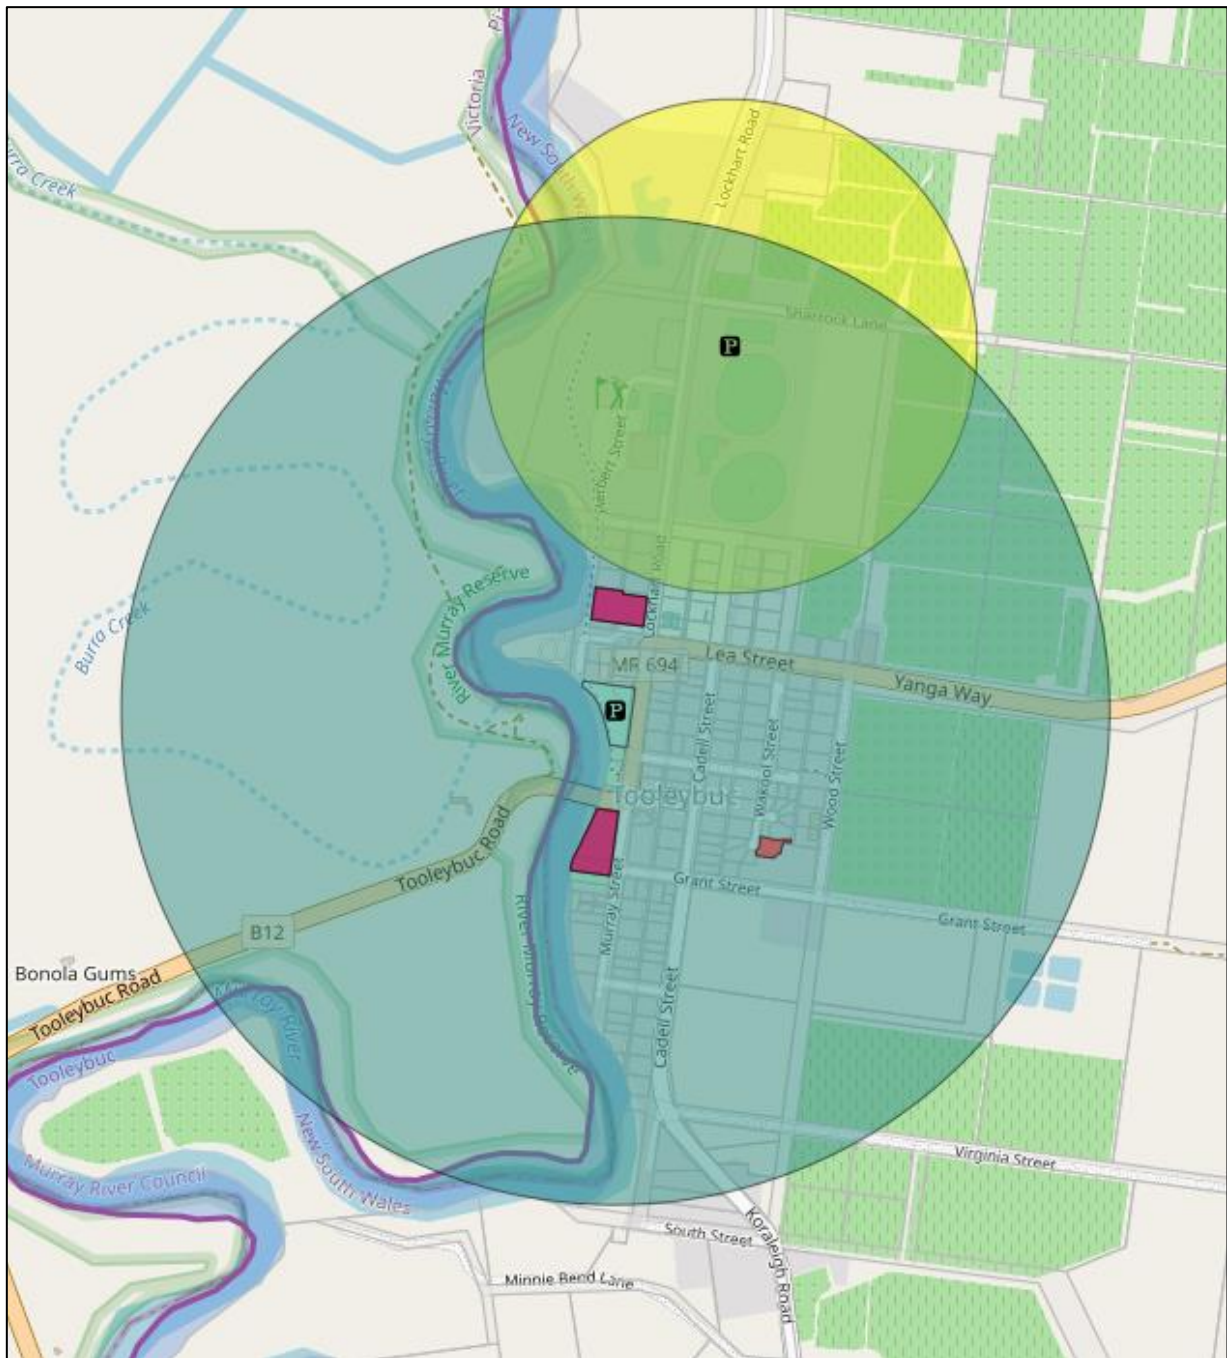 Victoria
New South Wales
Lockhart Road
Burra Creek
Sharrock Lane
P
Herbert Street
River Murray Reserve
Lockhart Road
Burra Creek
Lea Street
MR 694
Yanga Way
P
Cadell Street
Wakool Street
Wood Street
Tooleybuc
Tooleybuc Road
Grant Street
Murray Street
Grant Street
B12
River Murray Reserve
Bonola Gums
Tooleybuc Road
Murray River
Cadell Street
Tooleybuc
New South Wales
Virginia Street
Murray River Council
South Street
Koraleigh Road
Minnie Bend Lane